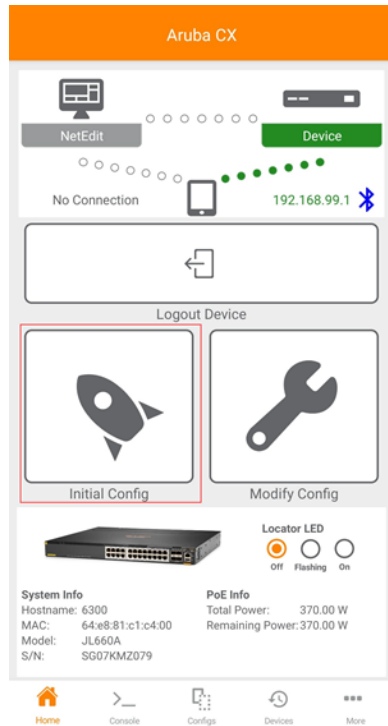 Aruba CX
NetEdit
Device
No Connection
192.168.99.1
Logout Device
Initial Config
Modify Config
Locator LED
Off Flashing On
System Info
Hostname: 6300
MAC: 64:e8:81:c1:c4:00
Model: JL660A
S/N: SG07KMZ079
PoE Info
Total Power: 370.00 W
Remaining Power: 370.00 W
Home
Console
Configs
Devices
More